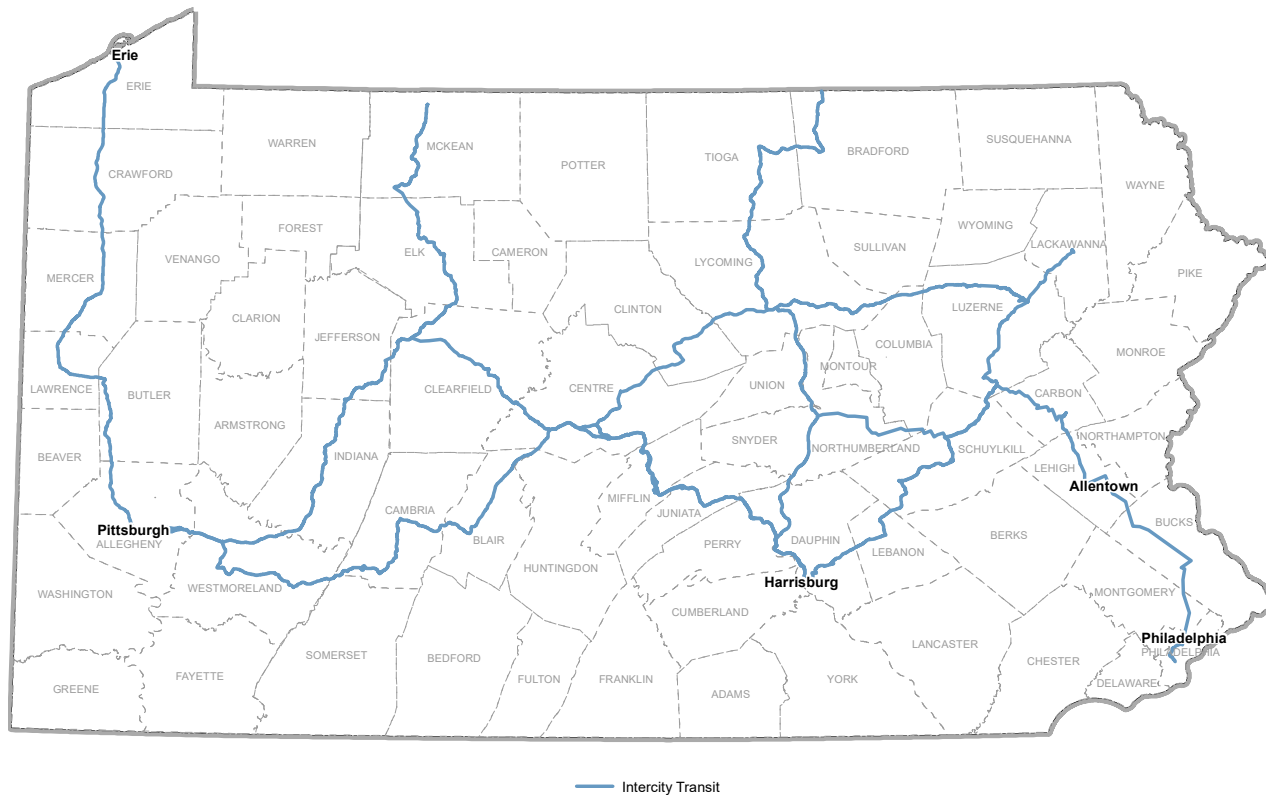 Erie
ERIE
WARREN
MCKEAN
POTTER
TIOGA
BRADFORD
SUSQUEHANNA
WAYNE
CRAWFORD
FOREST
VENANGO
ELK
CAMERON
LYCOMING
SULLIVAN
WYOMING
LACKAWANNA
PIKE
MERCER
CLARION
JEFFERSON
CLINTON
LUZERNE
COLUMBIA
MONTOUR
MONROE
LAWRENCE
BUTLER
CLEARFIELD
CENTRE
UNION
CARBON
ARMSTRONG
INDIANA
SNYDER
NORTHUMBERLAND
SCHUYLKILL
NORTHAMPTON
BEAVER
LEHIGH
Allentown
MIFFLIN
JUNIATA
CAMBRIA
BLAIR
PERRY
DAUPHIN
LEBANON
BERKS
BUCKS
Pittsburgh
ALLEGHENY
HUNTINGDON
Harrisburg
WASHINGTON
WESTMORELAND
CUMBERLAND
MONTGOMERY
Philadelphia
PHILADELPHIA
LANCASTER
CHESTER
SOMERSET
BEDFORD
FAYETTE
GREENE
FULTON
FRANKLIN
ADAMS
YORK
DELAWARE
Intercity Transit